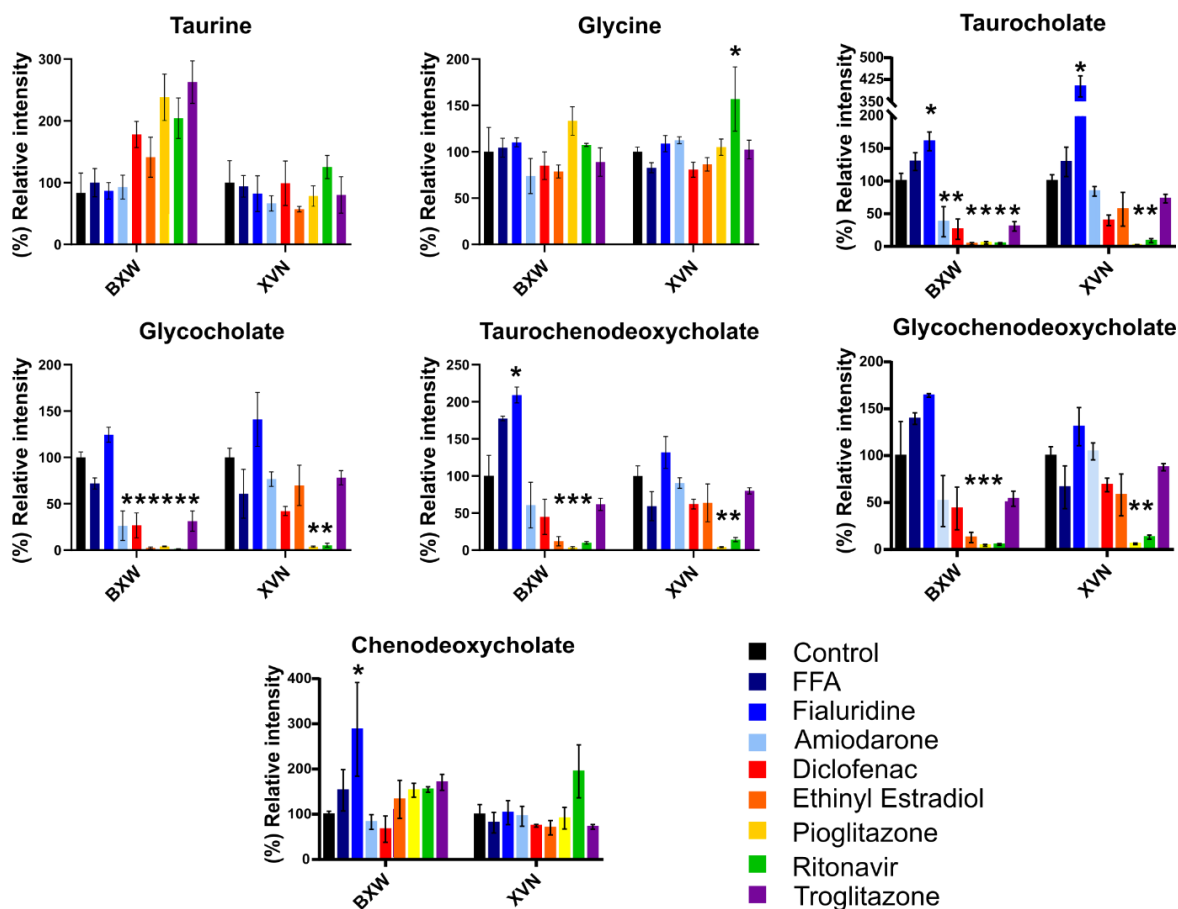 Taurine
(%) Relative intensity
300
200
100
0
BXW
XVN
Glycine
(%) Relative intensity
200
150
100
50
0
*
BXW
XVN
Taurocholate
(%) Relative intensity
500
425
350
200
150
100
50
0
*
*
** **** **
BXW
XVN
Glycocholate
(%) Relative intensity
200
150
100
50
0
****** **
BXW
XVN
Taurochenodeoxycholate
(%) Relative intensity
250
200
150
100
50
0
*
*** **
BXW
XVN
Glycochenodeoxycholate
(%) Relative intensity
200
150
100
50
0
*** **
BXW
XVN
Chenodeoxycholate
(%) Relative intensity
400
300
200
100
0
*
BXW
XVN
Control
FFA
Fialuridine
Amiodarone
Diclofenac
Ethinyl Estradiol
Pioglitazone
Ritonavir
Troglitazone